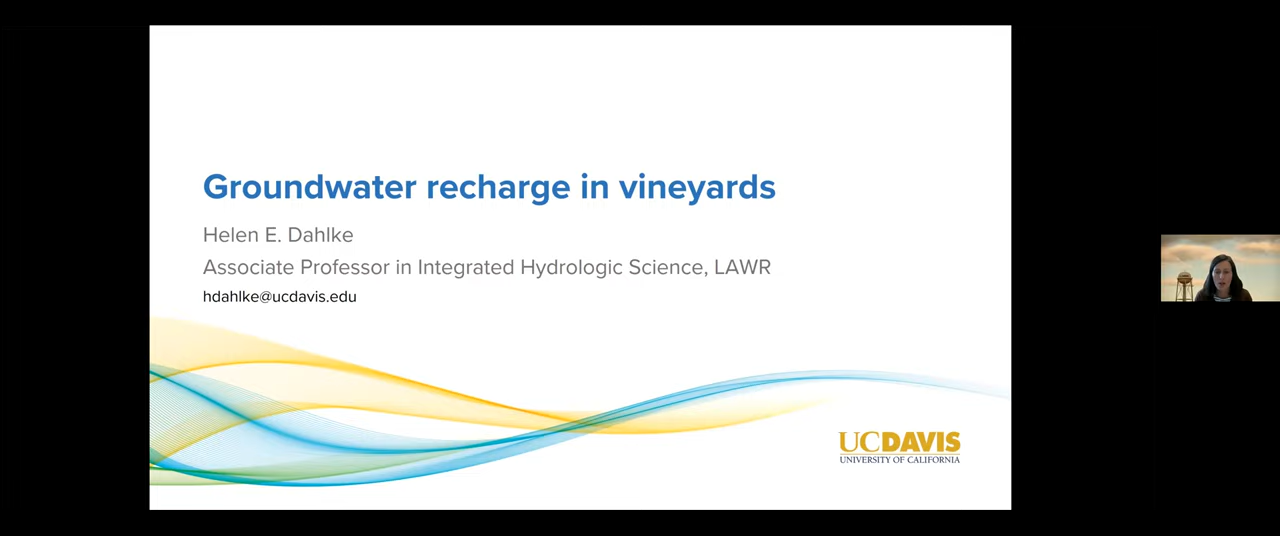 Groundwater recharge in vineyards
Helen E. Dahlke
Associate Professor in Integrated Hydrologic Science, LAWR
hdahlke@ucdavis.edu
UCDAVIS
UNIVERSITY OF CALIFORNIA